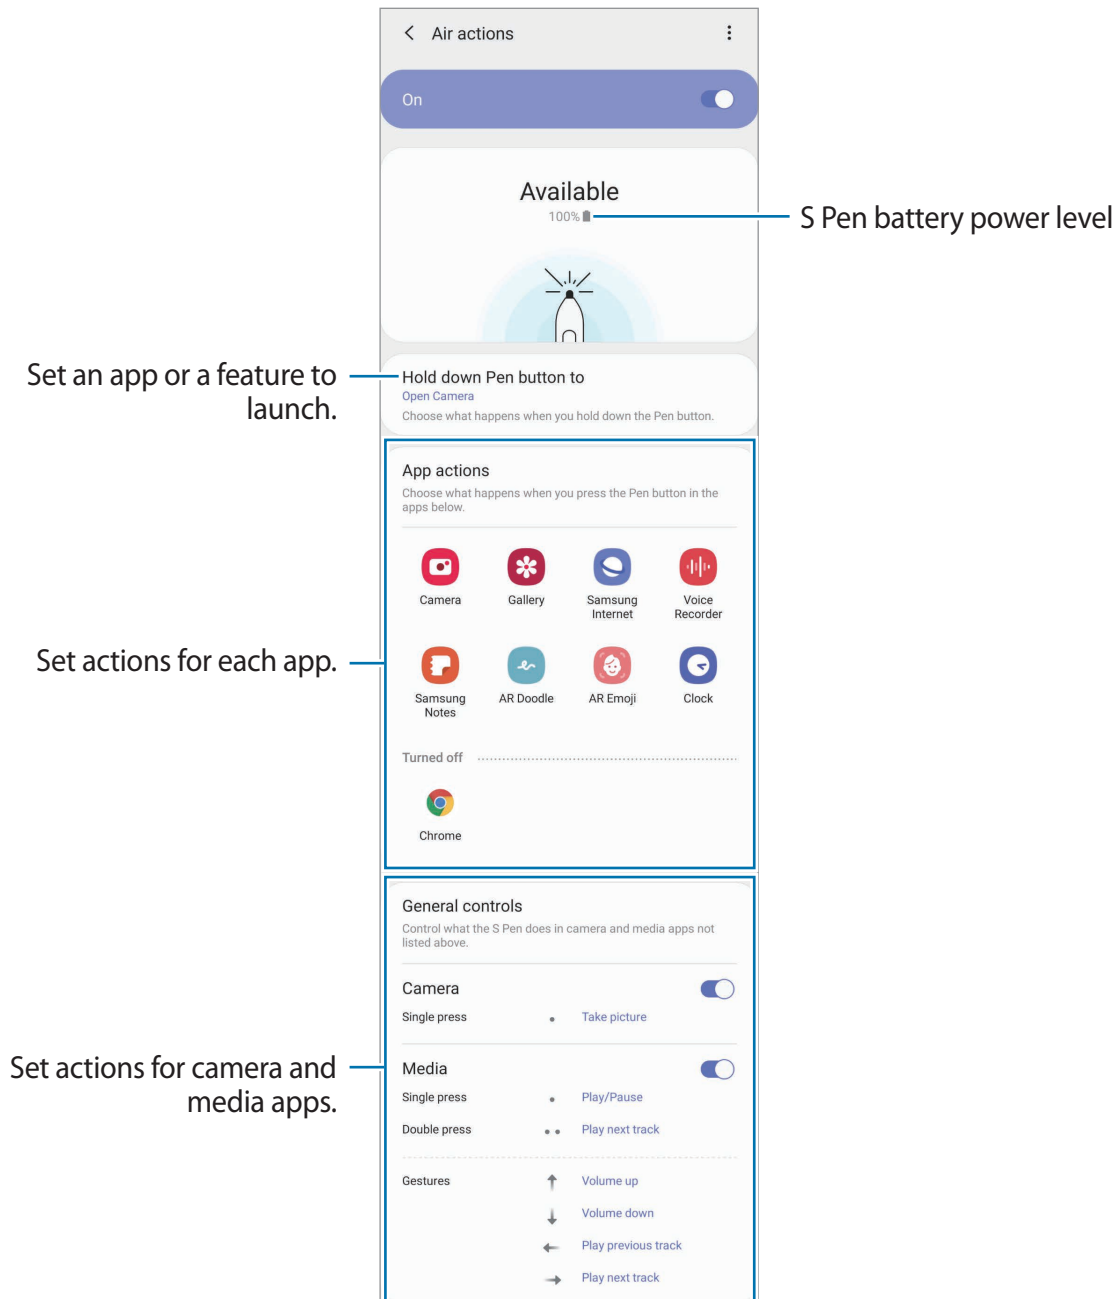 Air actions
On
Available
100%
S Pen battery power level
Set an app or a feature to
launch.
Hold down Pen button to
Open Camera
Choose what happens when you hold down the Pen button.
App actions
Choose what happens when you press the Pen button in the
apps below.
Camera
Gallery
Samsung
Internet
Voice
Recorder
Set actions for each app.
Samsung
Notes
AR Doodle
AR Emoji
Clock
Turned off
Chrome
General controls
Control what the S Pen does in camera and media apps not
listed above.
Camera
Single press Take picture
Set actions for camera and
media apps.
Media
Single press Play/Pause
Double press Play next track
Gestures Volume up
Volume down
Play previous track
Play next track